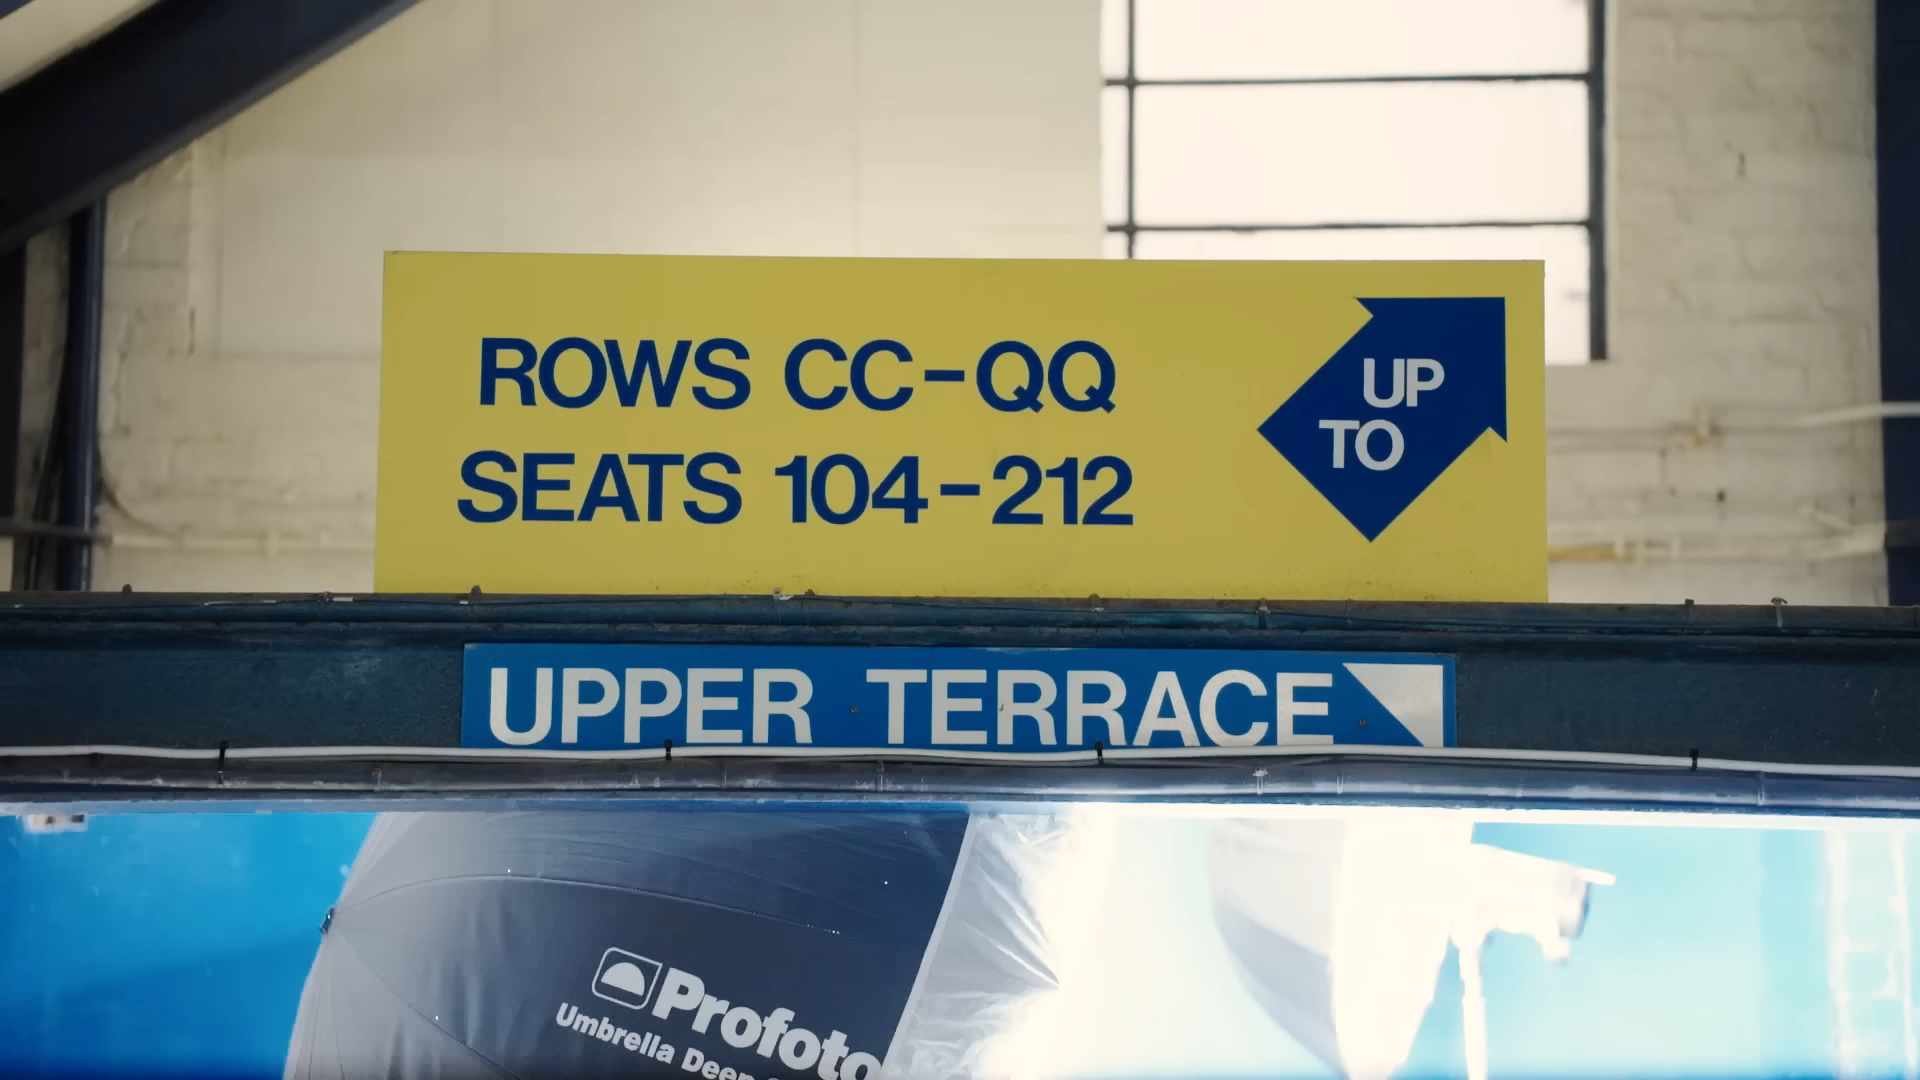 ROWS CC-QQ
SEATS 104-212
UP
TO
UPPER TERRACE
Profoto
Umbrella Deep